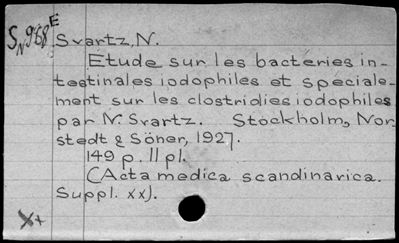 SN968E Svartz, N.
Etude sur les bactéries in-
testinales iodophiles et spéciale-
ment sur les clostridies iodophiles
par N. Svartz. Stockholm, Nor-
stedt & Söner, 1927.
149 p. 11 pl.
(Acta medica scandinavica.
Suppl. xx).
X+